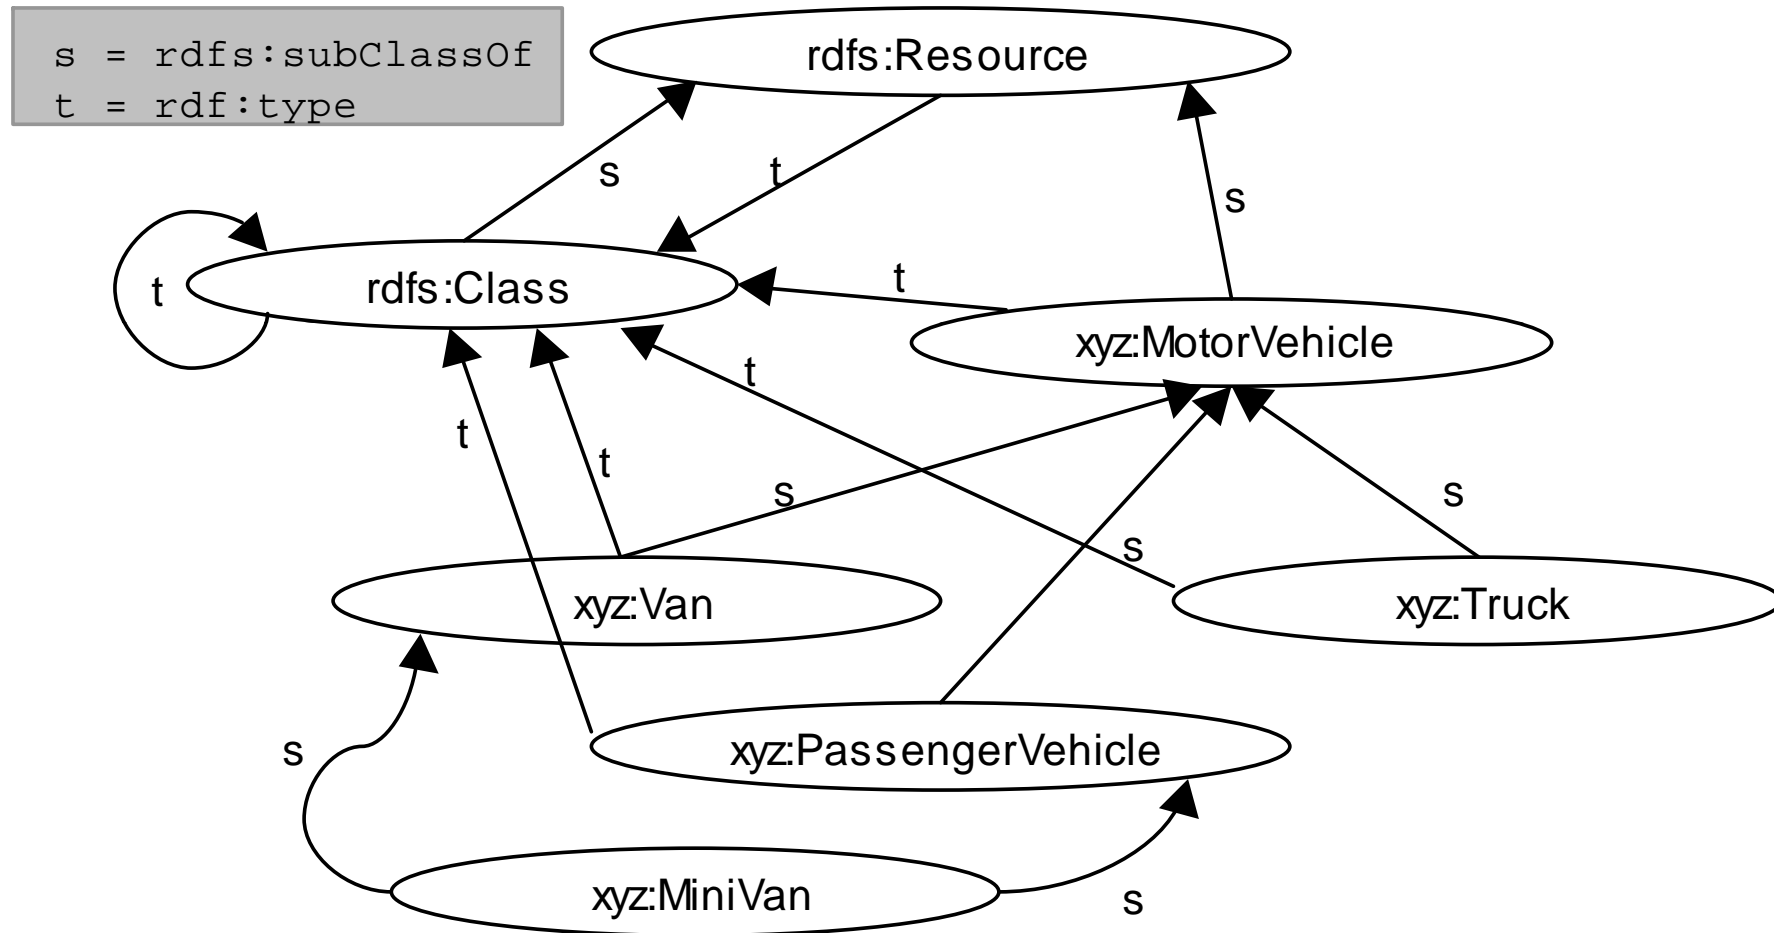 s = rdfs:subClassOf
t = rdf:type
rdfs:Resource
s
t
s
t
rdfs:Class
t
xyz:MotorVehicle
t
t
t
s
s
s
xyz:Van
xyz:Truck
s
xyz:PassengerVehicle
xyz:MiniVan
s